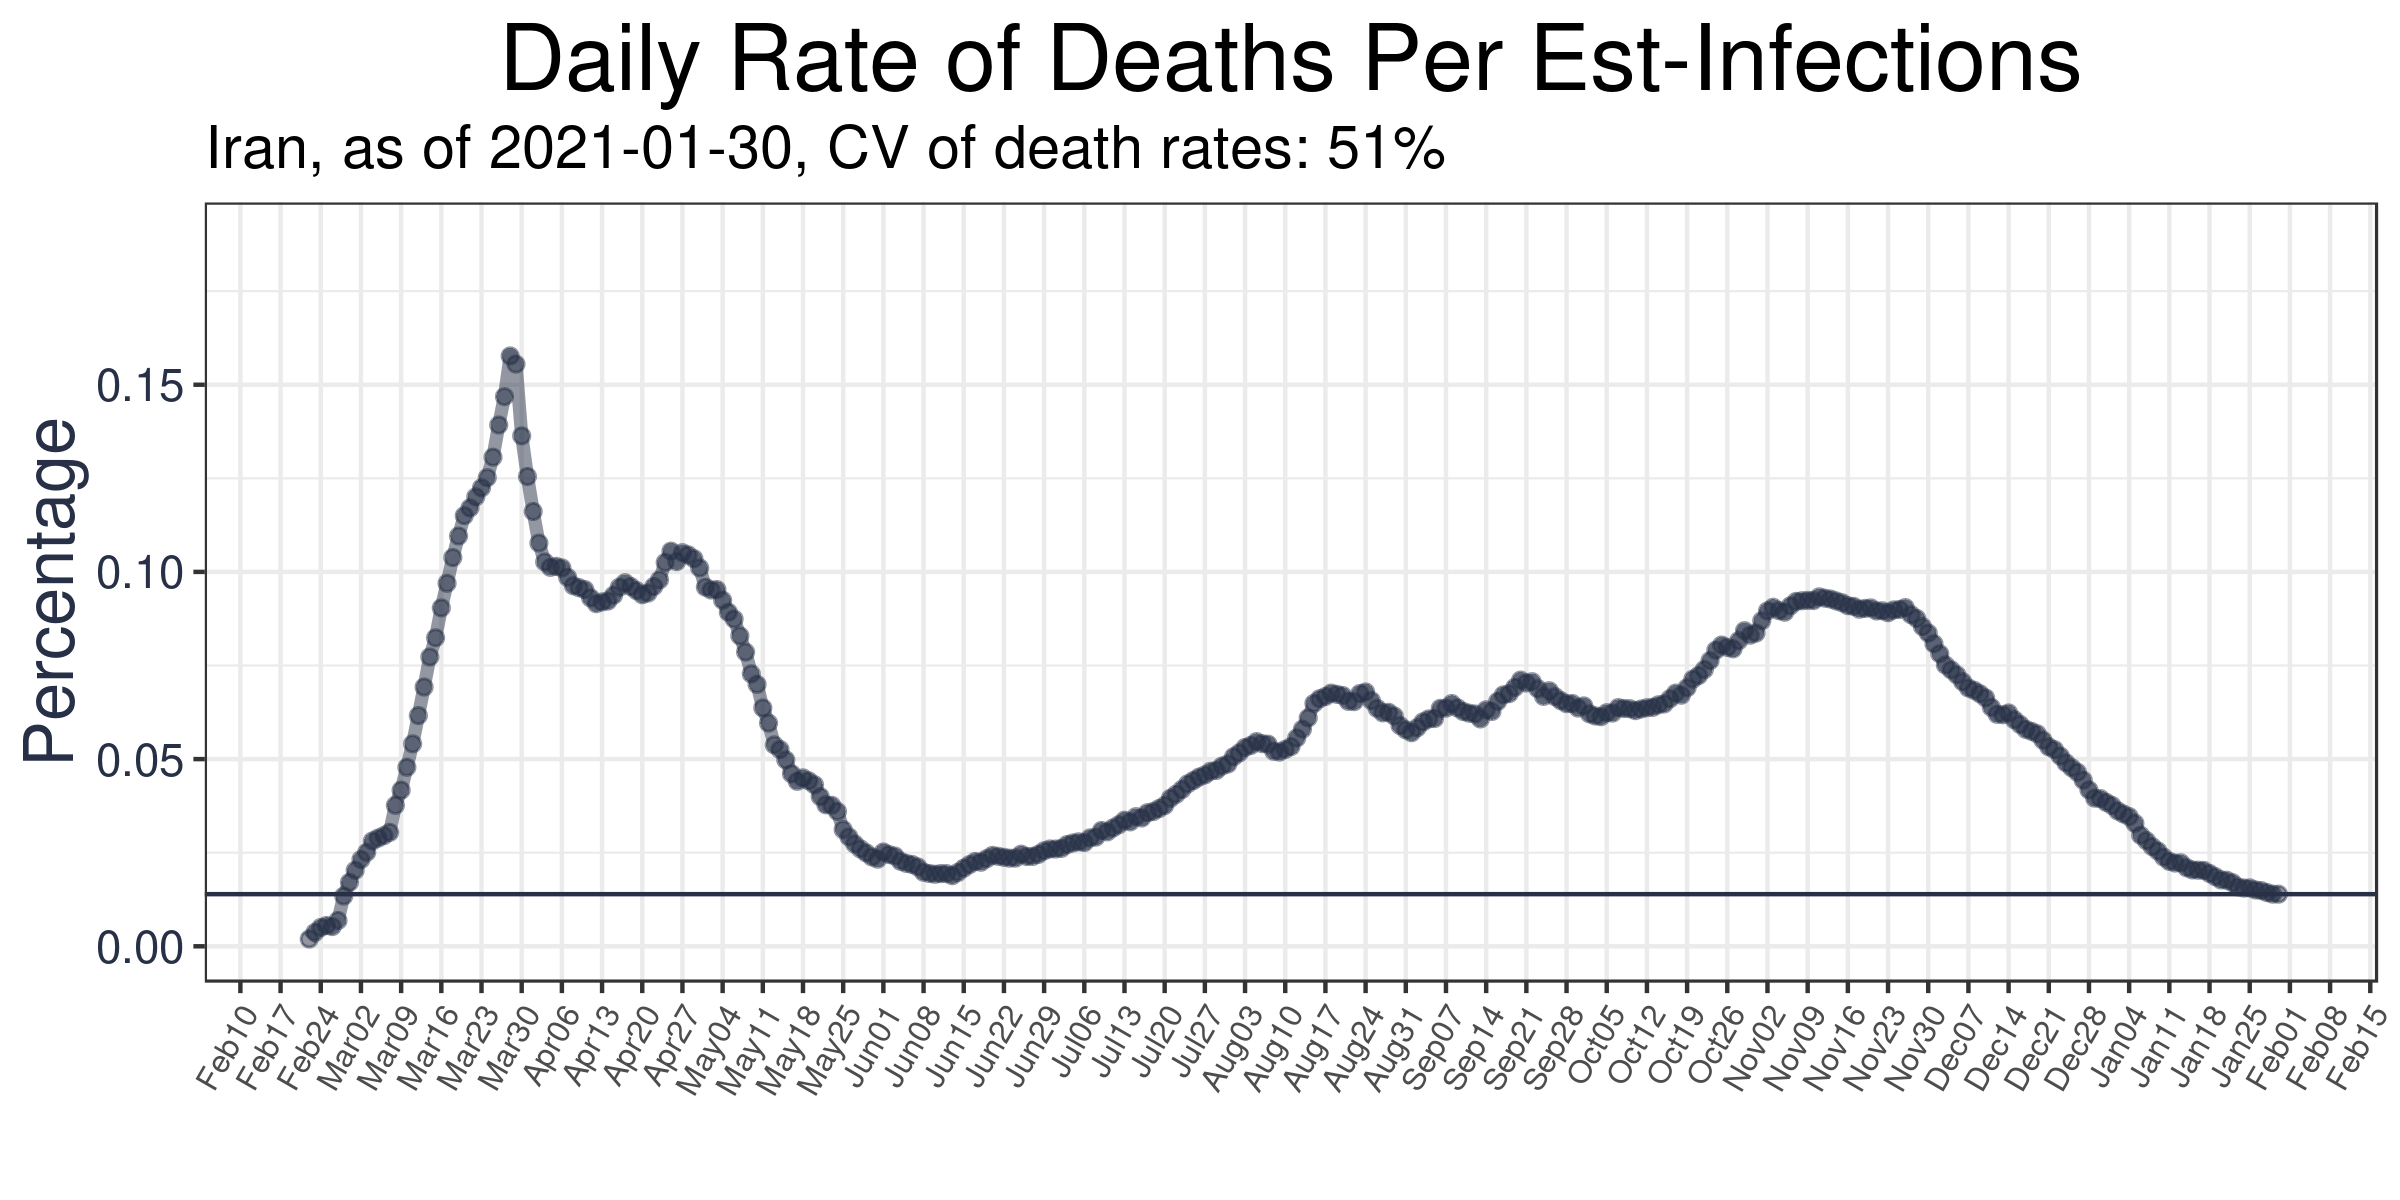 Daily Rate of Deaths Per Est-Infections
Iran, as of 2021-01-30, CV of death rates: 51%
Percentage
0.15
0.10
0.05
0.00
Feb10
Feb17
Feb24
Mar02
Mar09
Mar16
Mar23
Mar30
Apr06
Apr13
Apr20
Apr27
May04
May11
May18
May25
Jun01
Jun08
Jun15
Jun22
Jun29
Jul06
Jul13
Jul20
Jul27
Aug03
Aug10
Aug17
Aug24
Aug31
Sep07
Sep14
Sep21
Sep28
Oct05
Oct12
Oct19
Oct26
Nov02
Nov09
Nov16
Nov23
Nov30
Dec07
Dec14
Dec21
Dec28
Jan04
Jan11
Jan18
Jan25
Feb01
Feb08
Feb15